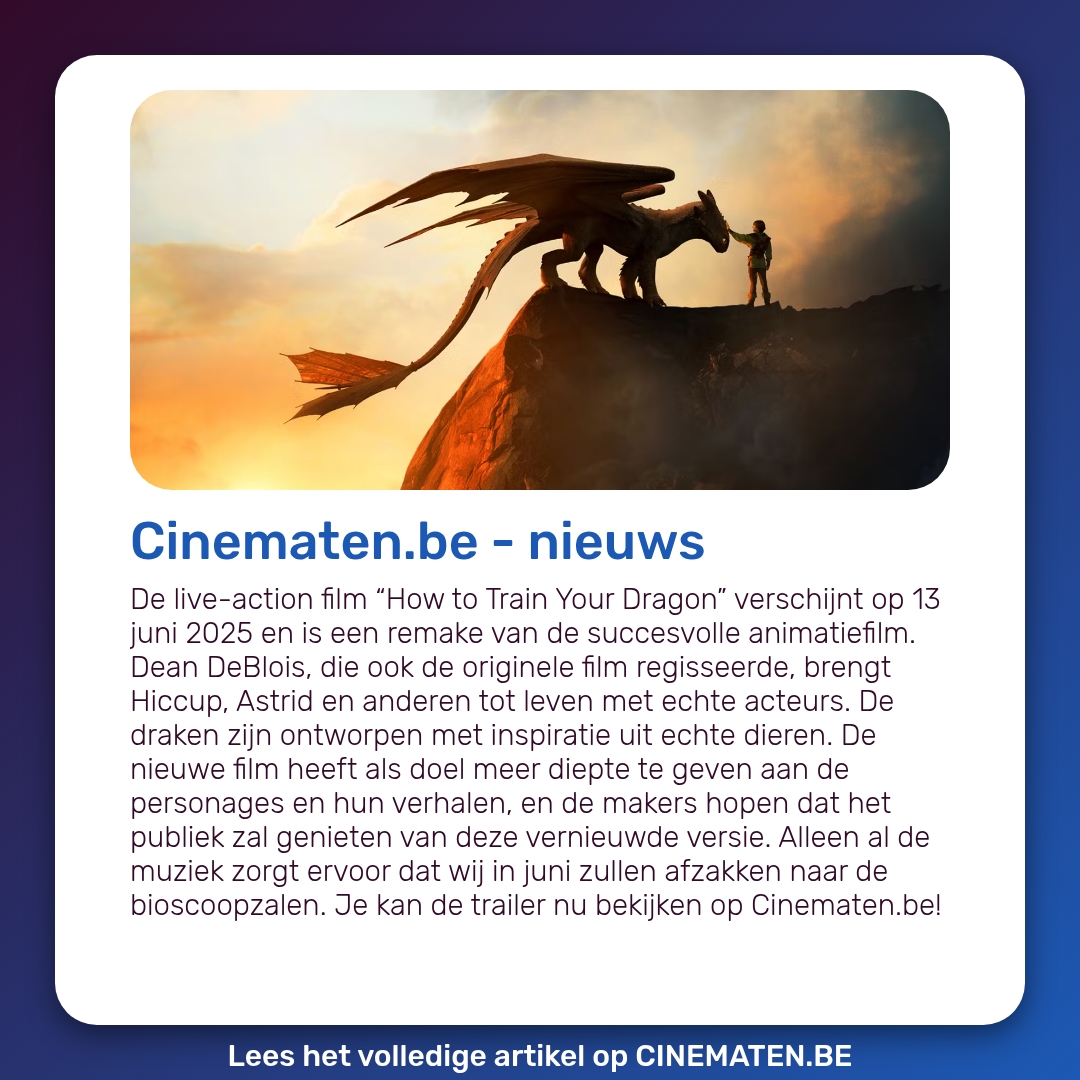 Cinematen.be - nieuws
De live-action film “How to Train Your Dragon” verschijnt op 13
juni 2025 en is een remake van de succesvolle animatiefilm.
Dean DeBlois, die ook de originele film regisseerde, brengt
Hiccup, Astrid en anderen tot leven met echte acteurs. De
draken zijn ontworpen met inspiratie uit echte dieren. De
nieuwe film heeft als doel meer diepte te geven aan de
personages en hun verhalen, en de makers hopen dat het
publiek zal genieten van deze vernieuwde versie. Alleen al de
muziek zorgt ervoor dat wij in juni zullen afzakken naar de
bioscoopzalen. Je kan de trailer nu bekijken op Cinematen.be!
Lees het volledige artikel op CINEMATEN.BE